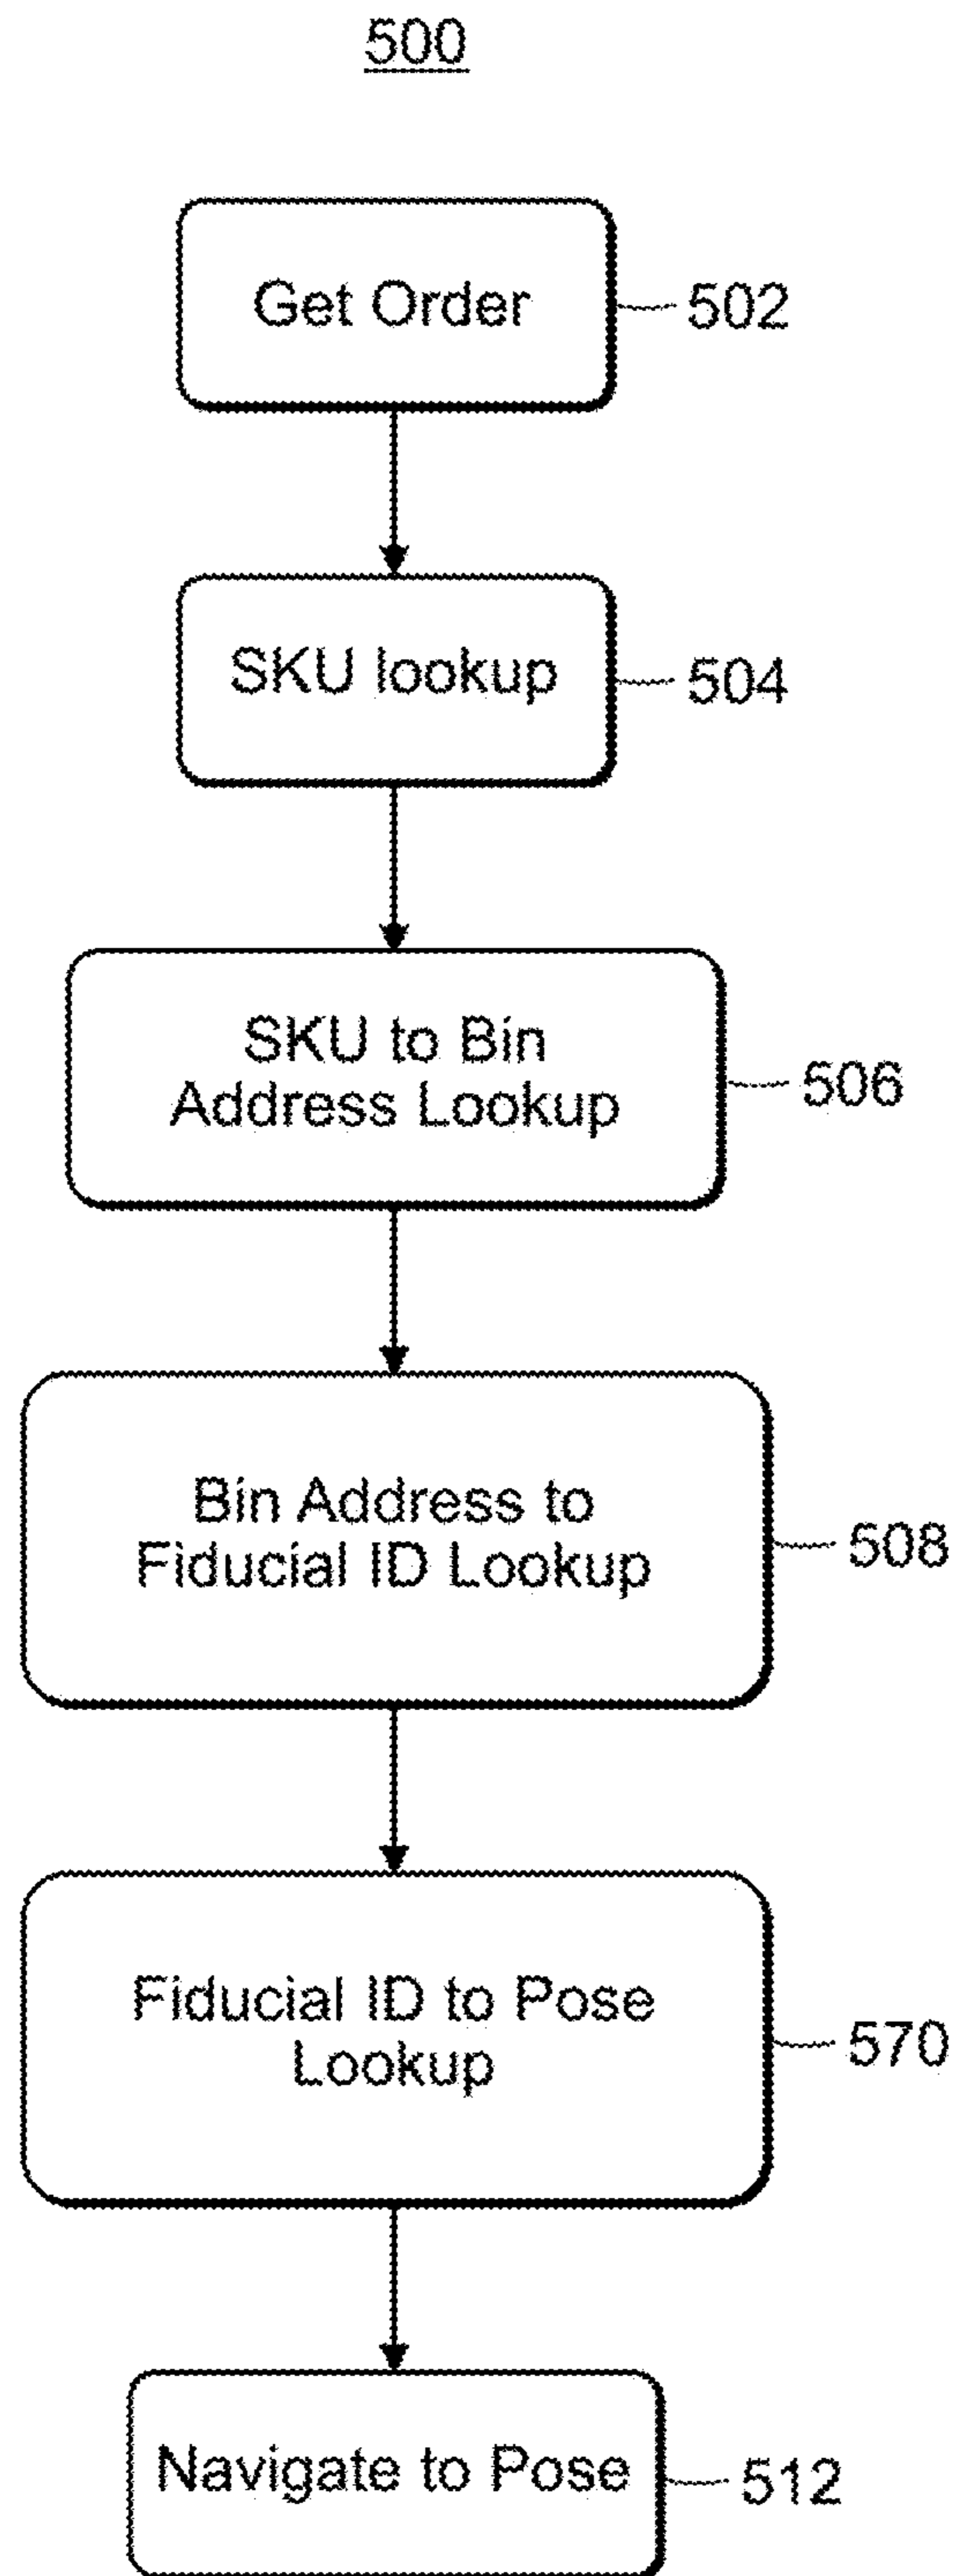 500
Get Order
502
SKU lookup
504
SKU to Bin
Address Lookup
506
Bin Address to
Fiducial ID Lookup
508
Fiducial ID to Pose
Lookup
570
Navigate to Pose
512